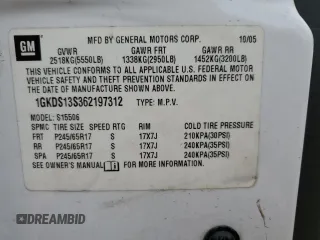 GM
MFD BY GENERAL MOTORS CORP. 10/05
GVWR GAWR FRT GAWR RR
2518KG(5550LB) 1338KG(2950LB) 1452KG(3200LB)
THIS VEHICLE CONFORMS TO ALL APPLICABLE U.S. FEDERAL
MOTOR VEHICLE SAFETY STANDARDS IN EFFECT ON
THE DATE OF MANUFACTURE SHOWN ABOVE.
1GKDS13S362197312 TYPE: M.P.V.
MODEL: S15506
SPMC TIRE SIZE SPEED RTG RIM COLD TIRE PRESSURE
FRT P245/65R17 S 17X7J 210KPA(30PSI)
RR P245/65R17 S 17X7J 240KPA(35PSI)
SPA P245/65R17 S 17X7J 240KPA(35PSI)
SEE OWNER'S MANUAL FOR MORE INFORMATION.
DREAMBID